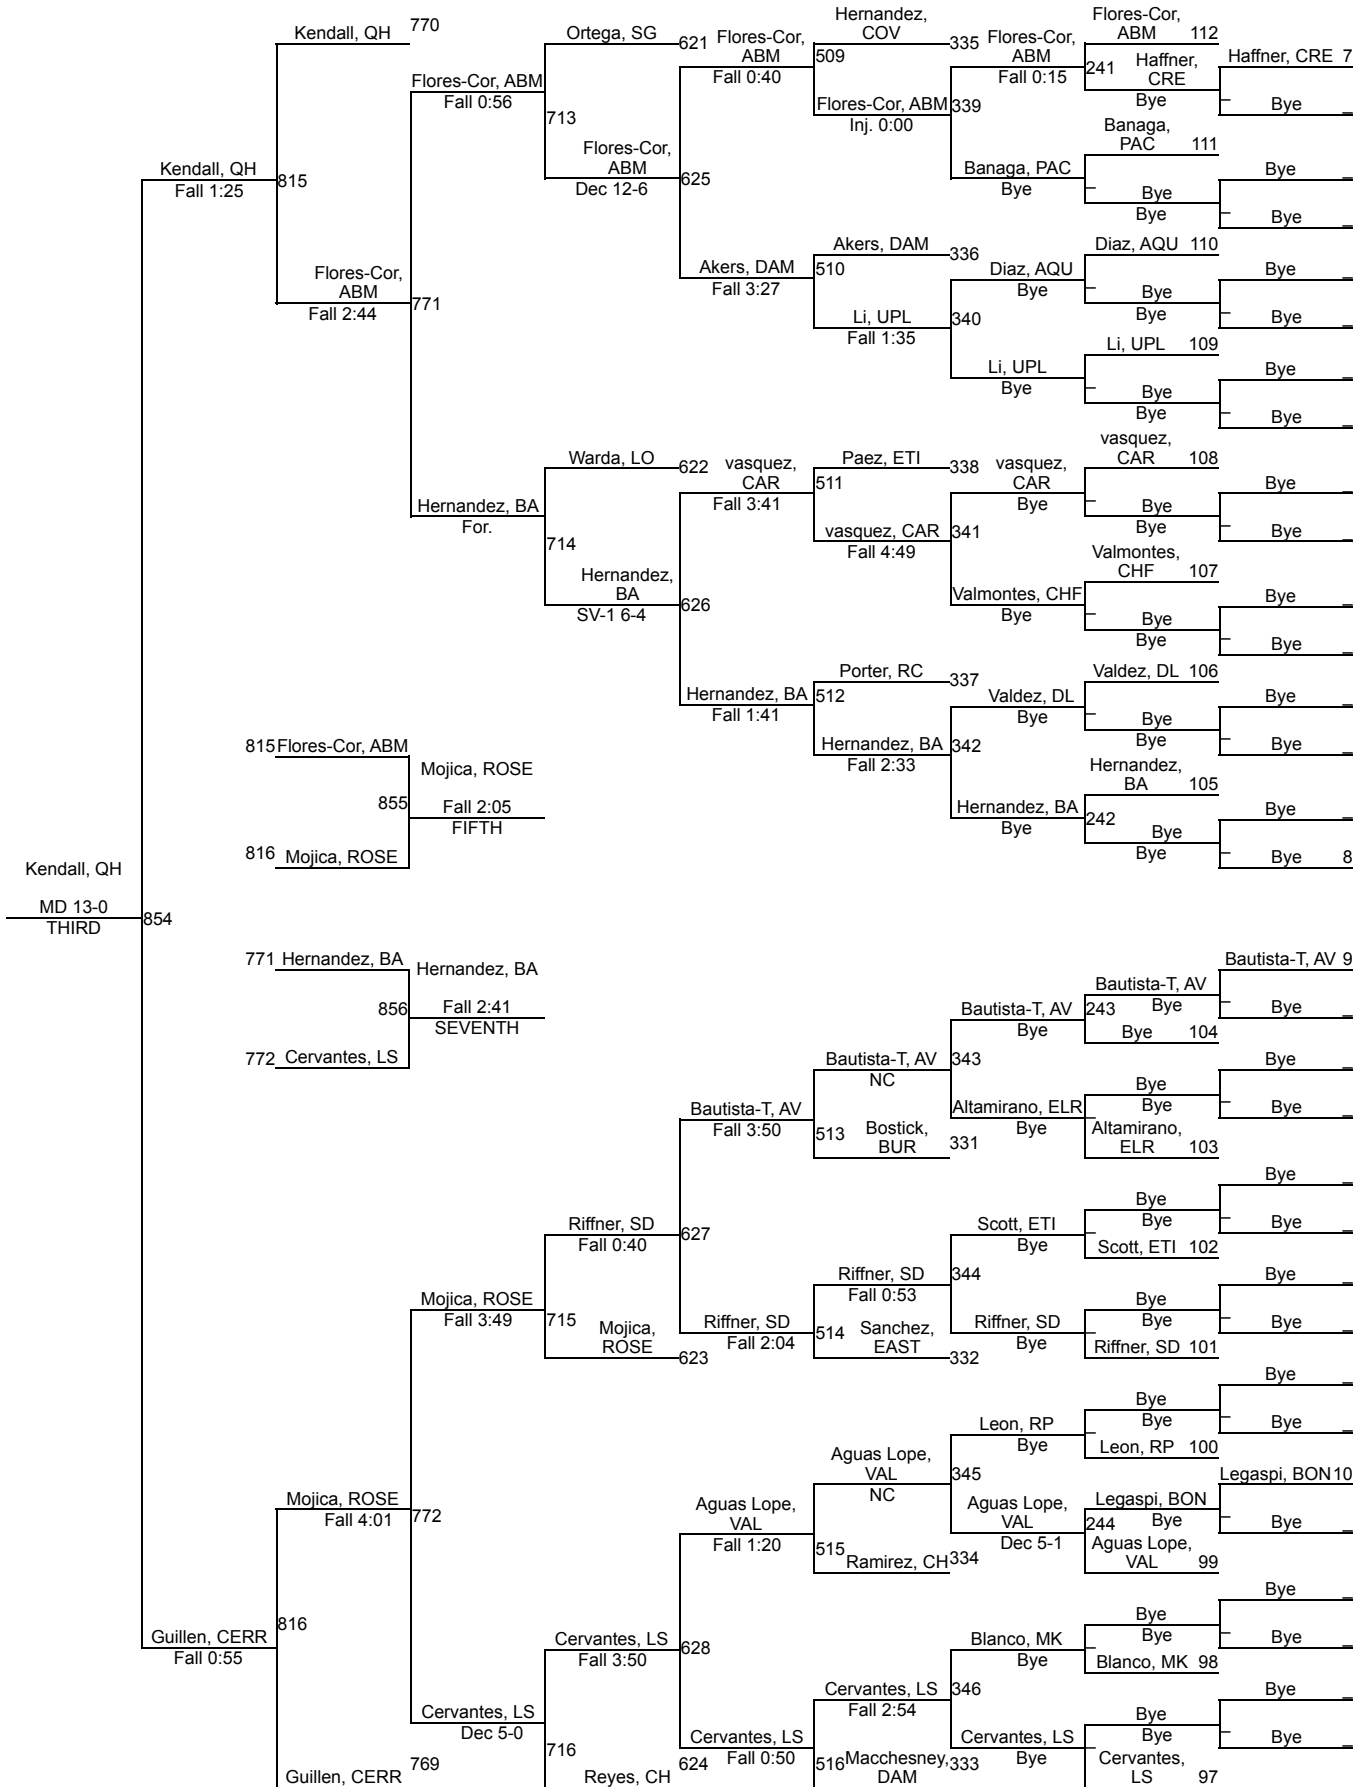 Kendall, QH 770
Ortega, SG 621
Flores-Cor,
ABM
Fall 0:40
Hernandez,
COV 335
509
Flores-Cor,
ABM
Fall 0:15
Flores-Cor,
ABM 112
241 Haffner,
CRE
Bye
Haffner, CRE 7
Bye
Flores-Cor, ABM
Fall 0:56
Flores-Cor, ABM 339
Inj. 0:00
713
Flores-Cor,
ABM
Dec 12-6
625
Banaga,
PAC 111
Banaga, PAC
Bye
Bye
Bye
Bye
Bye
Kendall, QH
Fall 1:25
815
Akers, DAM 336
Akers, DAM
Fall 3:27
510
Diaz, AQU
Bye
Diaz, AQU 110
Bye
Bye
Bye
Bye
Flores-Cor,
ABM
Fall 2:44
771
Li, UPL
Fall 1:35
340
Li, UPL 109
Li, UPL
Bye
Bye
Bye
Bye
Bye
Warda, LO 622
vasquez,
CAR
Fall 3:41
Paez, ETI 338
511
vasquez,
CAR
Bye
vasquez,
CAR 108
Bye
Bye
Bye
Bye
Hernandez, BA
For.
vasquez, CAR 341
Fall 4:49
714
Hernandez,
BA
SV-1 6-4
626
Valmontes,
CHF 107
Valmontes, CHF
Bye
Bye
Bye
Bye
Bye
Porter, RC 337
Hernandez, BA
Fall 1:41
512
Valdez, DL
Bye
Valdez, DL 106
Bye
Bye
Bye
Bye
815 Flores-Cor, ABM
Mojica, ROSE
855
Fall 2:05
FIFTH
816 Mojica, ROSE
Hernandez, BA 342
Fall 2:33
Hernandez,
BA 105
Hernandez, BA
Bye
242
Bye
Bye
Bye
Bye 8
Kendall, QH
MD 13-0
THIRD
854
771 Hernandez, BA
Hernandez, BA
856
Fall 2:41
SEVENTH
772 Cervantes, LS
Bautista-T, AV 9
Bautista-T, AV
Bye
Bye
Bautista-T, AV
Bye
243
Bye 104
Bautista-T, AV
NC
343
Bye
Bye
Bye
Bye
Bautista-T, AV
Fall 3:50
Altamirano, ELR
Bye
513 Bostick,
BUR 331
Altamirano,
ELR 103
Riffner, SD
Fall 0:40
627
Scott, ETI
Bye
Bye
Bye
Bye
Bye
Scott, ETI 102
Mojica, ROSE
Fall 3:49
Riffner, SD
Fall 0:53
344
Bye
Bye
Bye
Bye
715 Mojica,
ROSE 623
Riffner, SD
Fall 2:04
514 Sanchez,
EAST 332
Riffner, SD
Bye
Riffner, SD 101
Leon, RP
Bye
Bye
Bye
Bye
Bye
Leon, RP 100
Mojica, ROSE
Fall 4:01
772
Aguas Lope,
VAL
NC
345
Legaspi, BON 10
Legaspi, BON
Bye
Bye
Aguas Lope,
VAL
Fall 1:20
Aguas Lope,
VAL
Dec 5-1
244
Aguas Lope,
VAL 99
515
Ramirez, CH 334
Guillen, CERR
Fall 0:55
816
Cervantes, LS
Fall 3:50
628
Blanco, MK
Bye
Bye
Bye
Bye
Bye
Blanco, MK 98
Cervantes, LS
Dec 5-0
Cervantes, LS
Fall 2:54
346
Bye
Bye
Bye
Bye
Cervantes, LS
Fall 0:50
Cervantes, LS
Bye
Guillen, CERR 769
716
Reyes, CH 624
516 Macchesney,
DAM 333
Cervantes,
LS 97